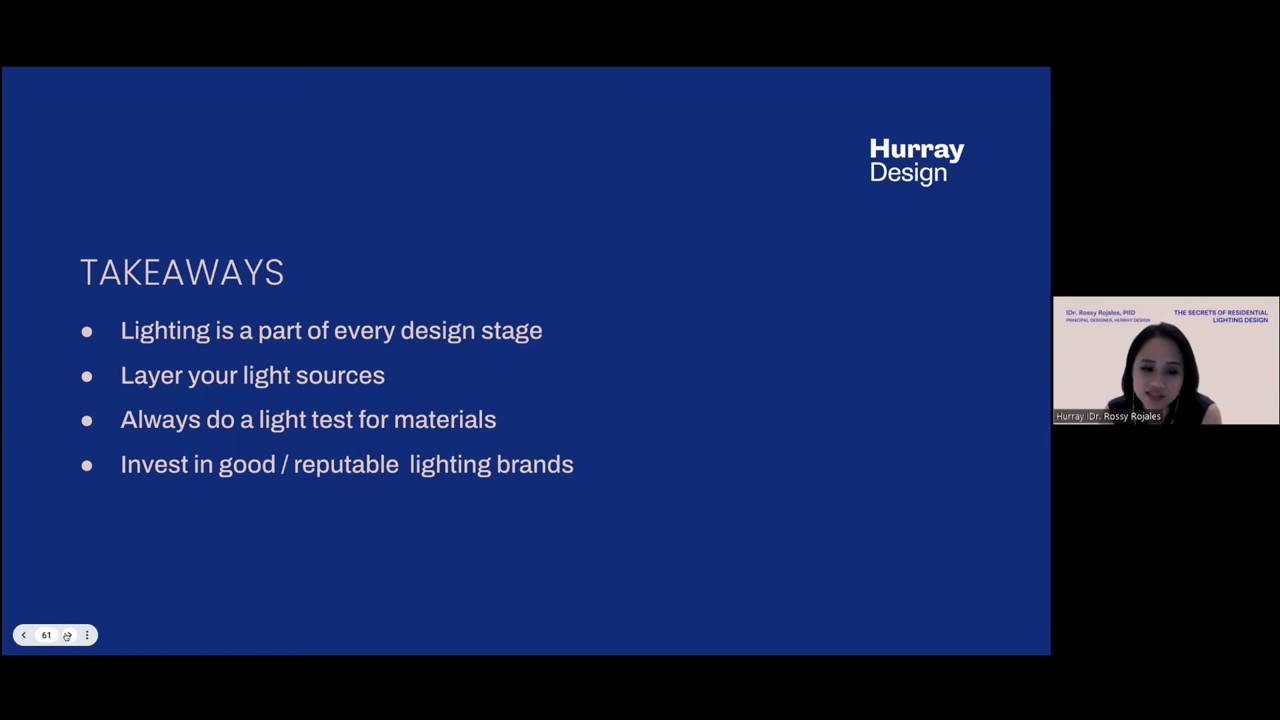 Hurray
Design
TAKEAWAYS
● Lighting is a part of every design stage
● Layer your light sources
● Always do a light test for materials
● Invest in good / reputable  lighting brands
61
IDr. Rossy Rojales, PIID
PRINCIPAL DESIGNER, HURRAY DESIGN
THE SECRETS OF RESIDENTIAL
LIGHTING DESIGN
Hurray IDr. Rossy Rojales